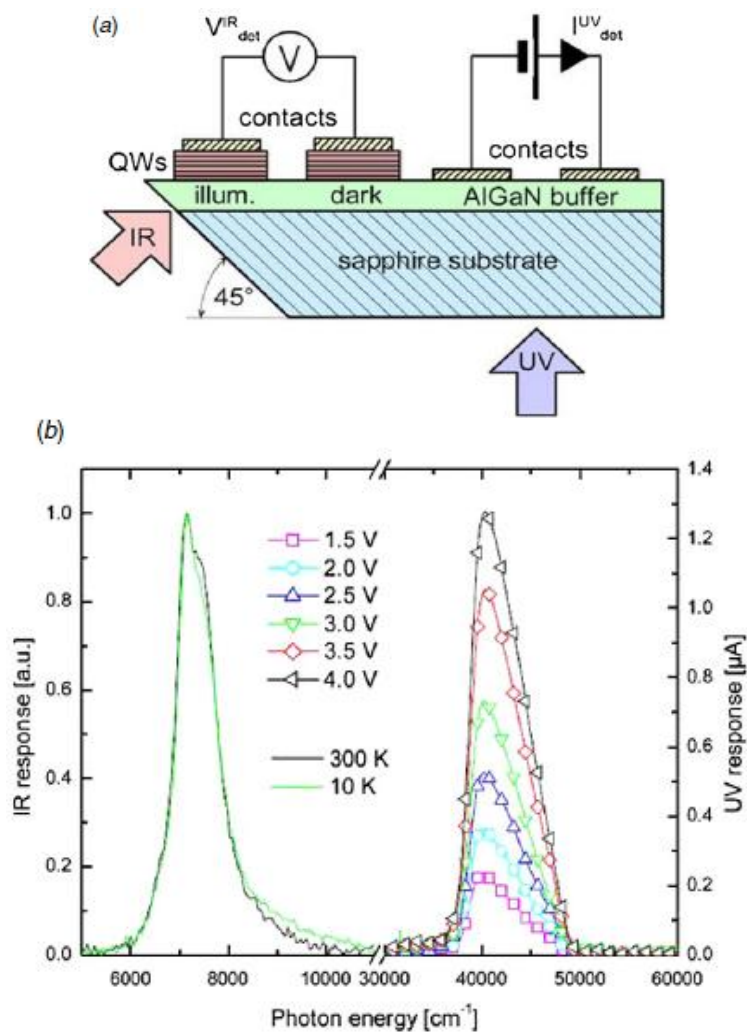 (a)
V^IR_det
V
I^UV_det
contacts
contacts
QWs
illum.
dark
AlGaN buffer
IR
sapphire substrate
45°
UV
(b)
1.0
0.8
0.6
0.4
0.2
0.0
IR response [a.u.]
1.5 V
2.0 V
2.5 V
3.0 V
3.5 V
4.0 V
300 K
10 K
1.4
1.2
1.0
0.8
0.6
0.4
0.2
0.0
UV response [µA]
6000 8000 10000 30000 40000 50000 60000
Photon energy [cm⁻¹]